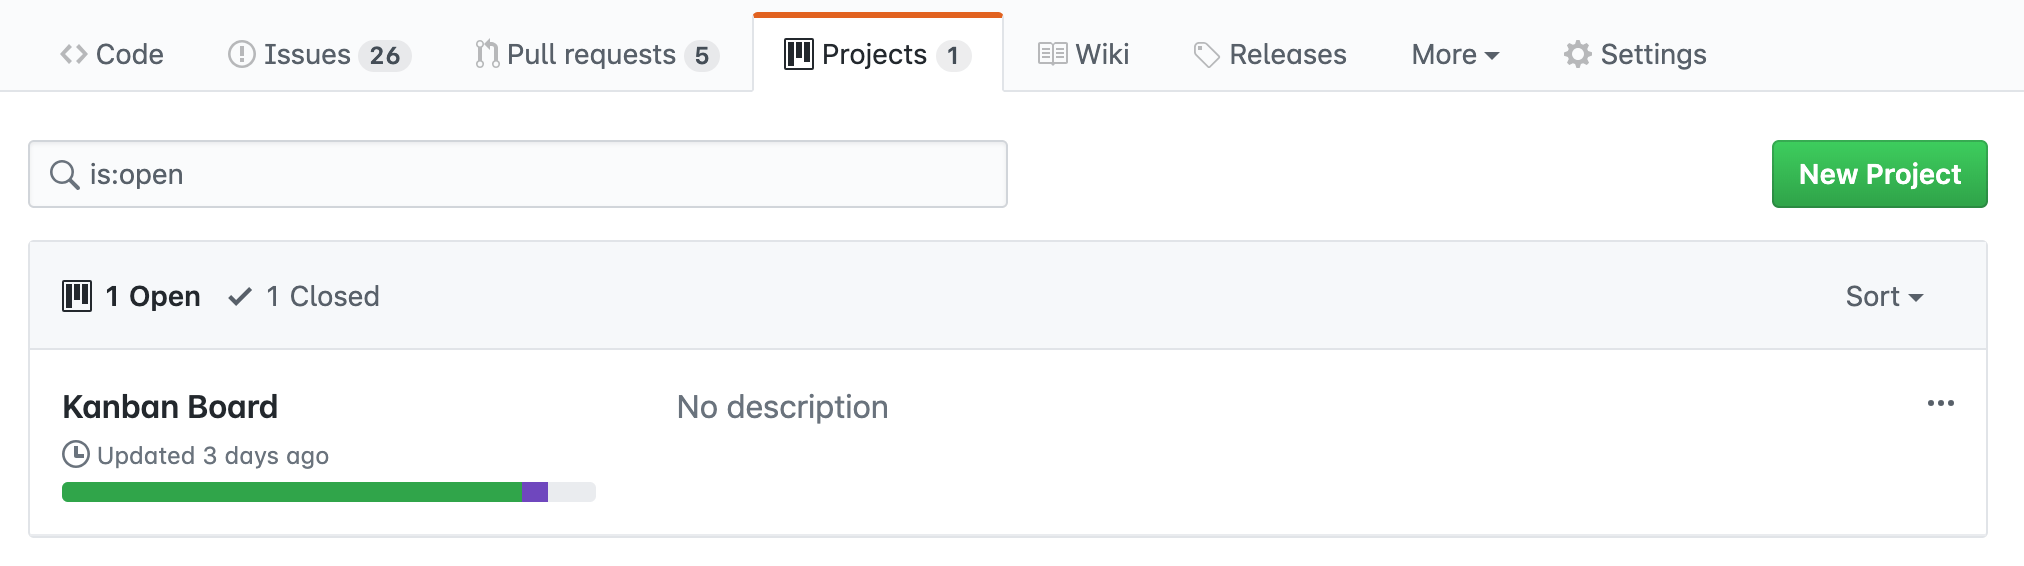 Code Issues 26 Pull requests 5 Projects 1 Wiki Releases More Settings
is:open New Project
1 Open 1 Closed Sort
Kanban Board No description
Updated 3 days ago